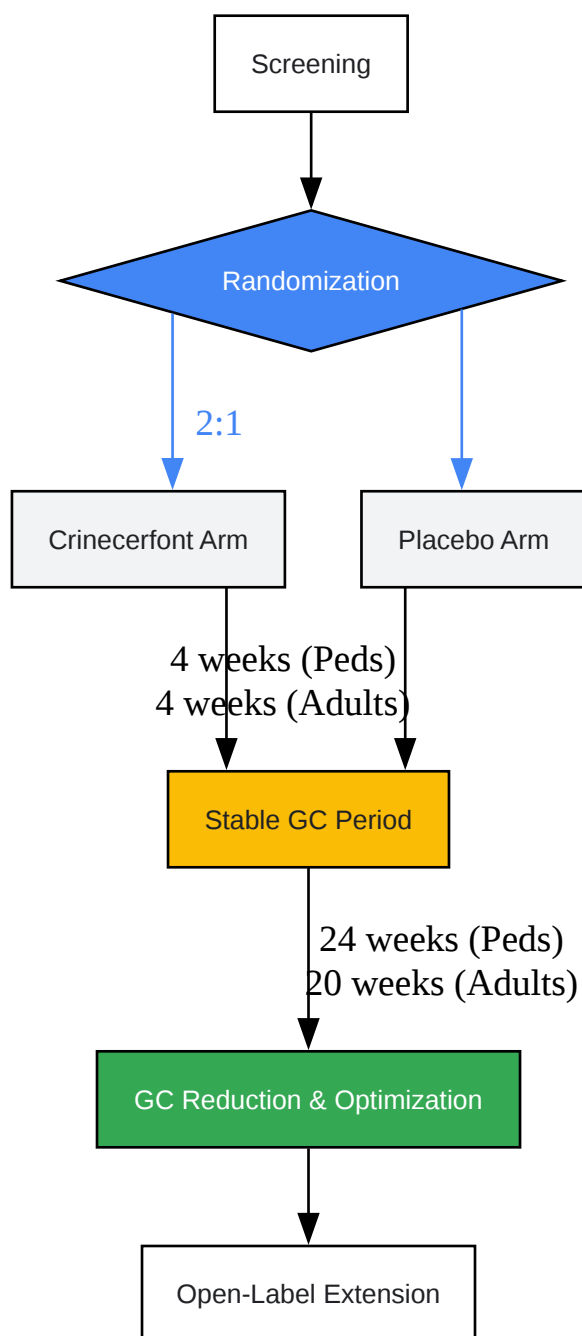 Screening
Randomization
2:1
Crinecerfont Arm
Placebo Arm
4 weeks (Peds)
4 weeks (Adults)
Stable GC Period
24 weeks (Peds)
20 weeks (Adults)
GC Reduction & Optimization
Open-Label Extension